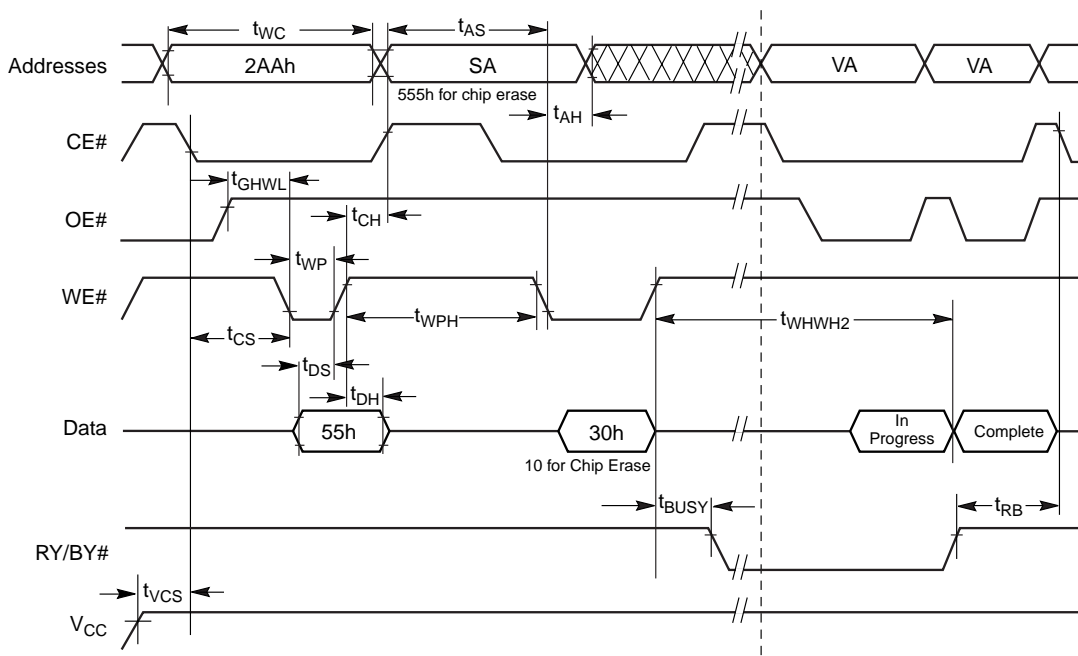 tWC
tAS
Addresses
2AAh
SA
VA
VA
555h for chip erase
tAH
CE#
tGHWL
OE#
tCH
tWP
WE#
tWPH
tWHWH2
tCS
tDS
tDH
Data
55h
30h
In
Progress
Complete
10 for Chip Erase
tBUSY
tRB
RY/BY#
tVCS
VCC